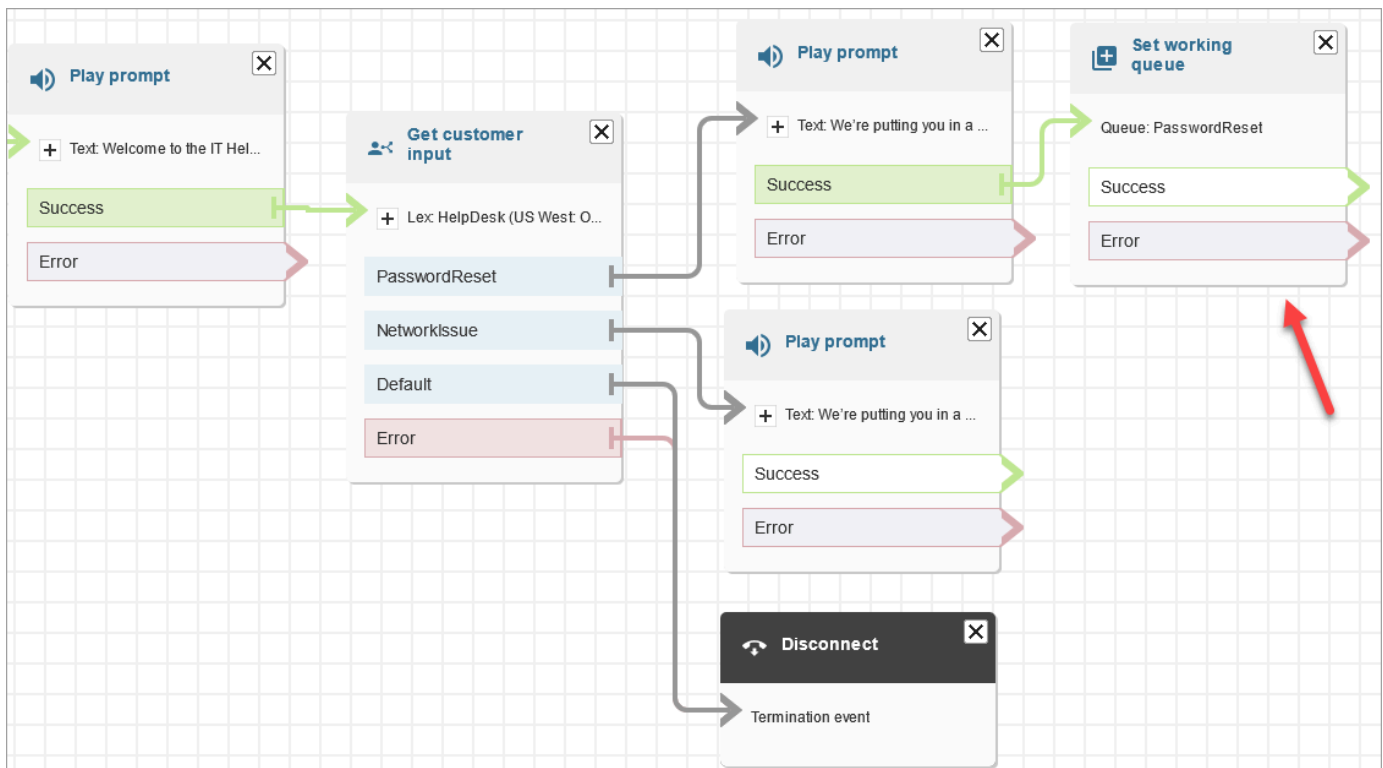 Play prompt
Text: Welcome to the IT Hel...
Success
Error
Get customer
input
Lex: HelpDesk (US West: O...
PasswordReset
NetworkIssue
Default
Error
Play prompt
Text: We’re putting you in a ...
Success
Error
Set working
queue
Queue: PasswordReset
Success
Error
Play prompt
Text: We’re putting you in a ...
Success
Error
Disconnect
Termination event